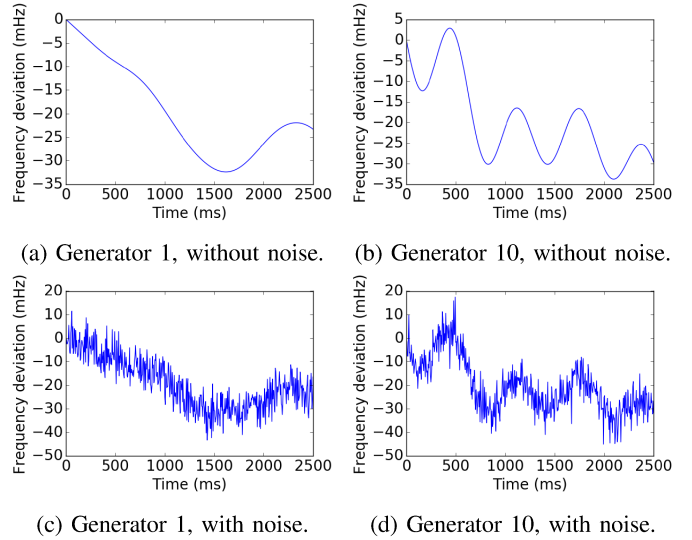 Frequency deviation (mHz)
0
−5
−10
−15
−20
−25
−30
−35
0 500 1000 1500 2000 2500
Time (ms)
Frequency deviation (mHz)
5
0
−5
−10
−15
−20
−25
−30
−35
0 500 1000 1500 2000 2500
Time (ms)
(a) Generator 1, without noise.
(b) Generator 10, without noise.
Frequency deviation (mHz)
20
10
0
−10
−20
−30
−40
−50
0 500 1000 1500 2000 2500
Time (ms)
Frequency deviation (mHz)
20
10
0
−10
−20
−30
−40
−50
0 500 1000 1500 2000 2500
Time (ms)
(c) Generator 1, with noise.
(d) Generator 10, with noise.